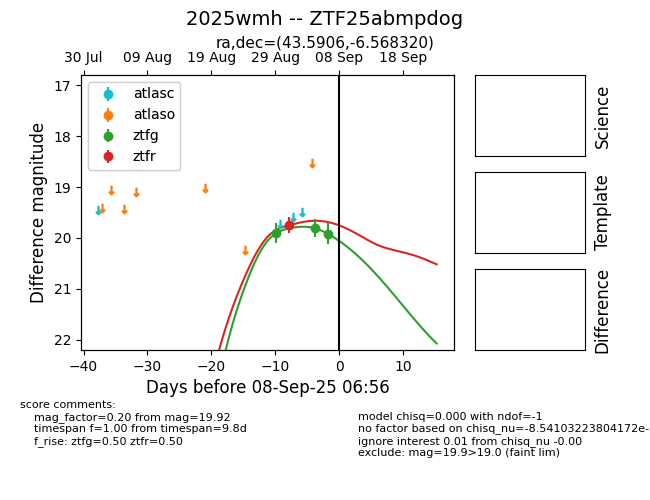 2025wmh -- ZTF25abmpdog
ra,dec=(43.5906,-6.568320)
30 Jul 09 Aug 19 Aug 29 Aug 08 Sep 18 Sep
17
18
19
20
21
22
Difference magnitude
atlasc
atlaso
ztfg
ztfr
−40 −30 −20 −10 0 10
Days before 08-Sep-25 06:56
Science
Template
Difference
score comments:
mag_factor=0.20 from mag=19.92
timespan f=1.00 from timespan=9.8d
f_rise: ztfg=0.50 ztfr=0.50
model chisq=0.000 with ndof=-1
no factor based on chisq_nu=-8.54103223804172e-
ignore interest 0.01 from chisq_nu -0.00
exclude: mag=19.9>19.0 (faint lim)